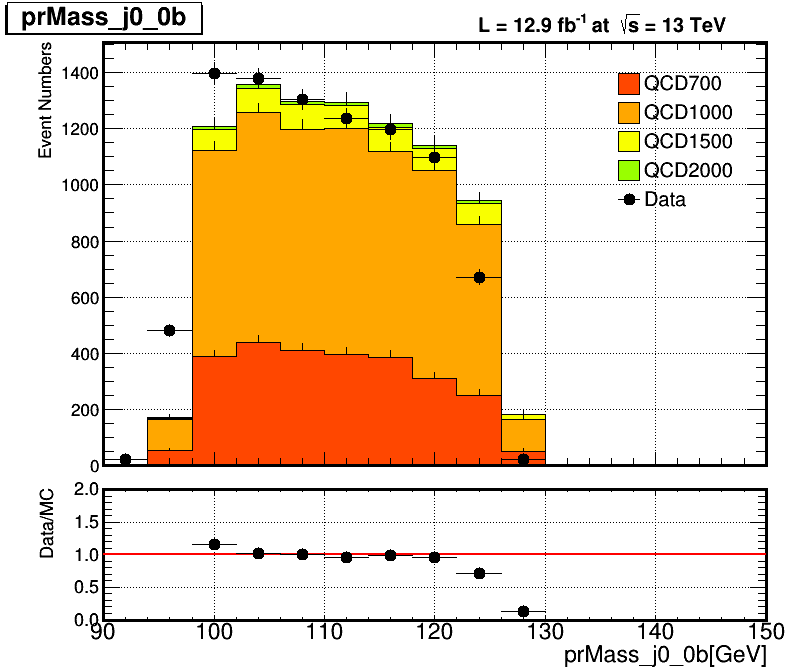 prMass_j0_0b
L = 12.9 fb⁻¹ at √s = 13 TeV
Event Numbers
1400
1200
1000
800
600
400
200
0
QCD700
QCD1000
QCD1500
QCD2000
Data
Data/MC
2.0
1.5
1.0
0.5
0.0
90 100 110 120 130 140 150
prMass_j0_0b[GeV]